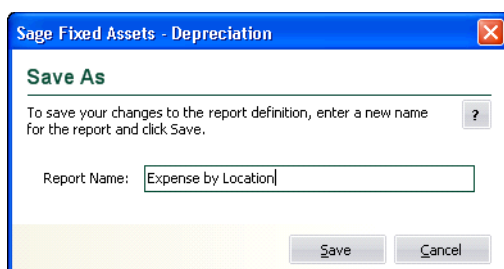 Sage Fixed Assets - Depreciation
Save As
To save your changes to the report definition, enter a new name
for the report and click Save.
?
Report Name: Expense by Location
Save Cancel